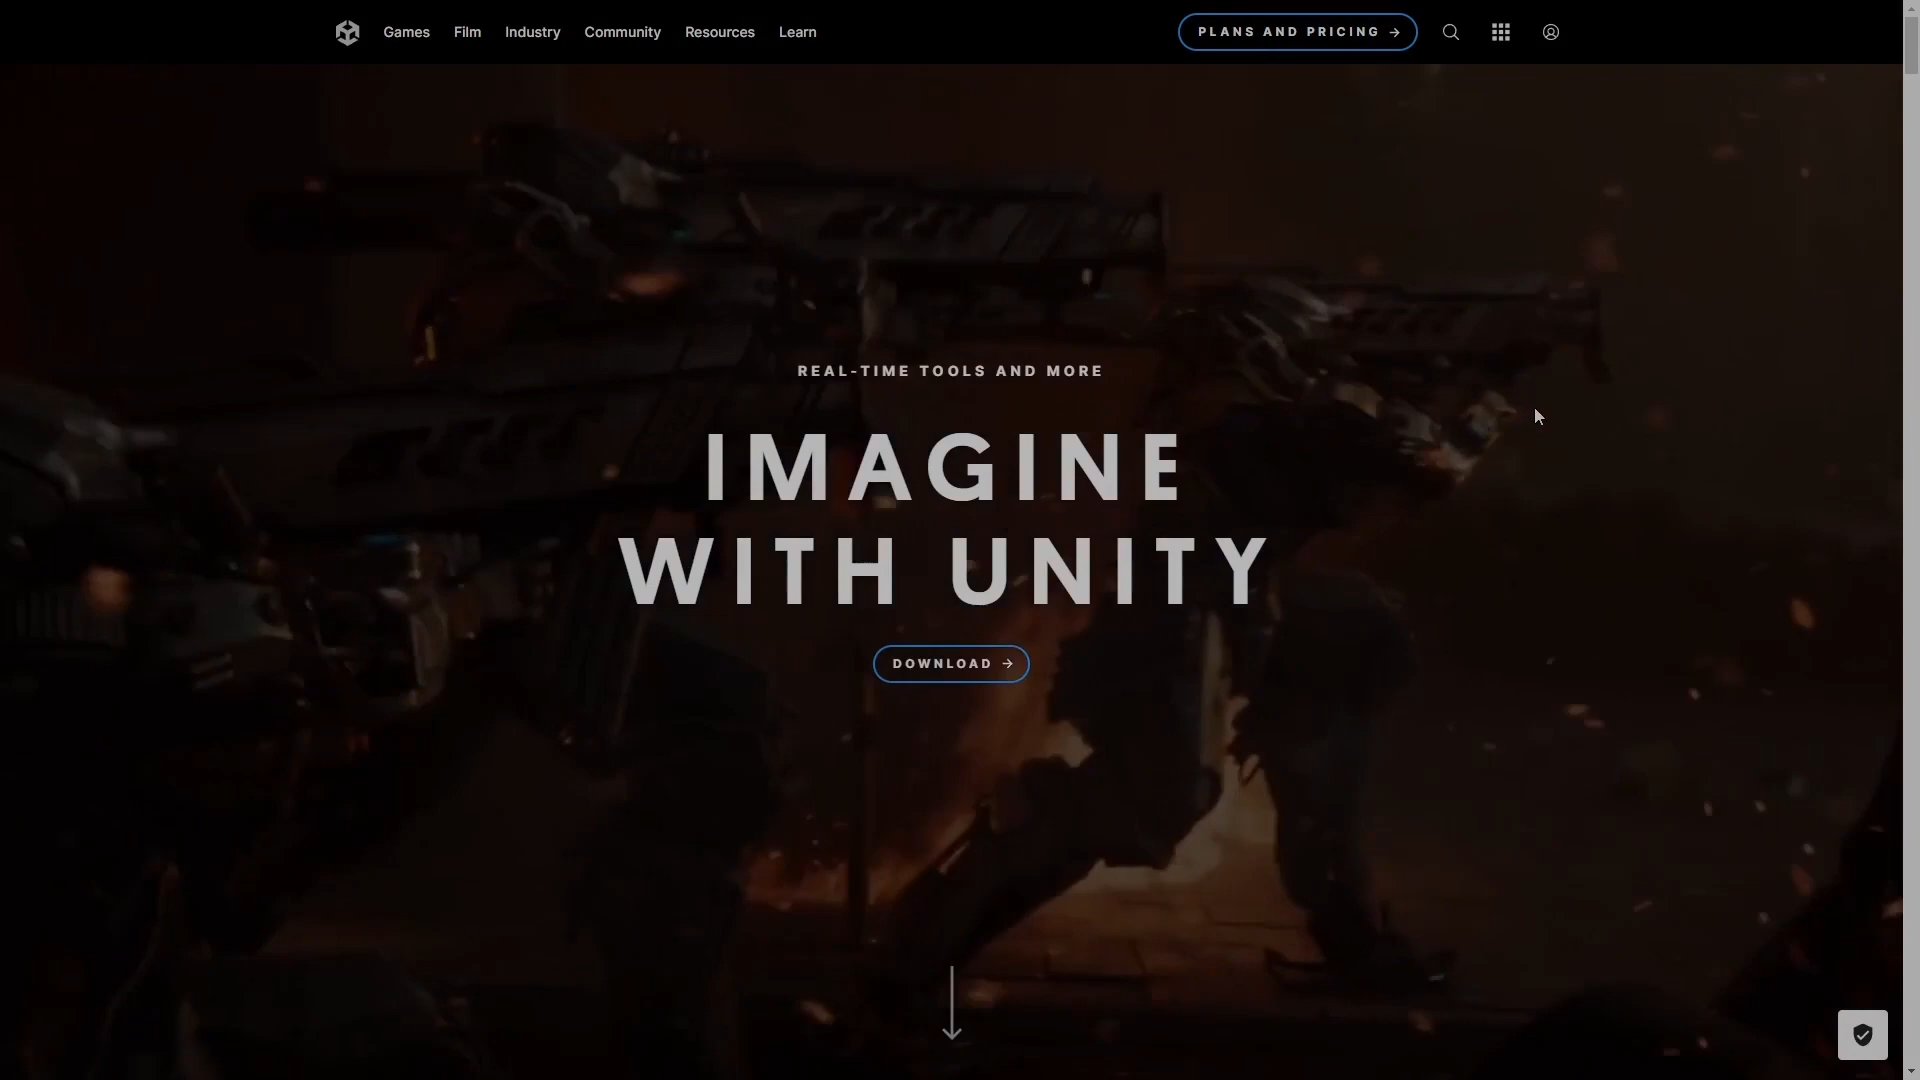 Games Film Industry Community Resources Learn PLANS AND PRICING →
REAL-TIME TOOLS AND MORE
IMAGINE
WITH UNITY
DOWNLOAD →